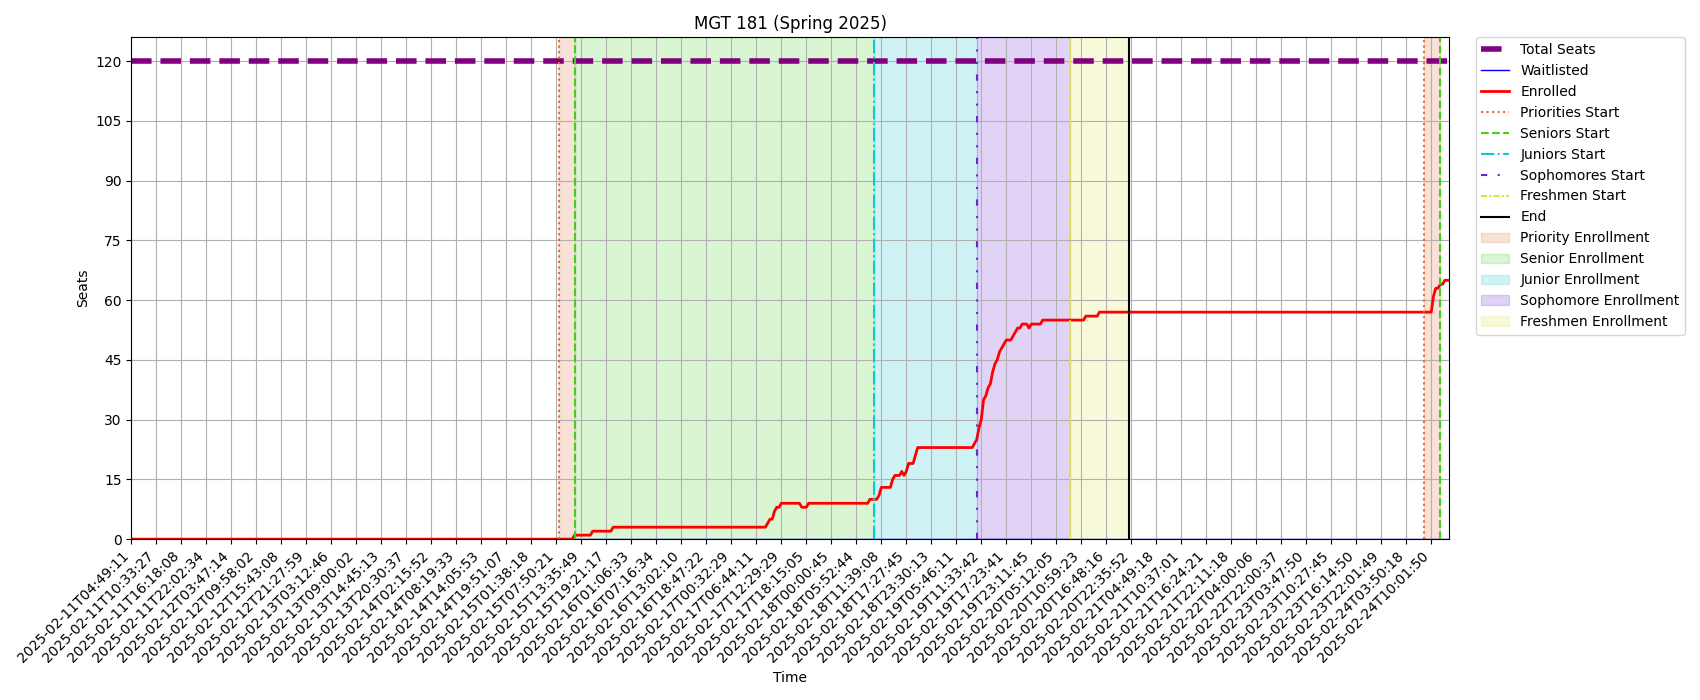 MGT 181 (Spring 2025)
Seats
120
105
90
75
60
45
30
15
0
2025-02-11T04:49:11
2025-02-11T10:33:27
2025-02-11T16:18:08
2025-02-11T22:02:34
2025-02-12T03:47:14
2025-02-12T09:58:02
2025-02-12T15:43:08
2025-02-12T21:27:59
2025-02-13T03:12:46
2025-02-13T09:00:02
2025-02-13T14:45:13
2025-02-13T20:30:37
2025-02-14T02:15:52
2025-02-14T08:19:33
2025-02-14T14:05:53
2025-02-14T19:51:07
2025-02-15T01:38:18
2025-02-15T07:50:21
2025-02-15T13:35:49
2025-02-15T19:21:17
2025-02-16T01:06:33
2025-02-16T07:16:34
2025-02-16T13:02:10
2025-02-16T18:47:22
2025-02-17T00:32:29
2025-02-17T06:44:11
2025-02-17T12:29:29
2025-02-17T18:15:05
2025-02-18T00:00:45
2025-02-18T05:52:44
2025-02-18T11:39:08
2025-02-18T17:27:45
2025-02-18T23:30:13
2025-02-19T05:46:11
2025-02-19T11:33:42
2025-02-19T17:23:41
2025-02-19T23:11:45
2025-02-20T05:12:05
2025-02-20T10:59:23
2025-02-20T16:48:16
2025-02-20T22:35:52
2025-02-21T04:49:18
2025-02-21T10:37:01
2025-02-21T16:24:21
2025-02-21T22:11:18
2025-02-22T04:00:06
2025-02-22T22:00:37
2025-02-23T03:47:50
2025-02-23T10:27:45
2025-02-23T16:14:50
2025-02-23T22:01:49
2025-02-24T03:50:18
2025-02-24T10:01:50
Time
Total Seats
Waitlisted
Enrolled
Priorities Start
Seniors Start
Juniors Start
Sophomores Start
Freshmen Start
End
Priority Enrollment
Senior Enrollment
Junior Enrollment
Sophomore Enrollment
Freshmen Enrollment